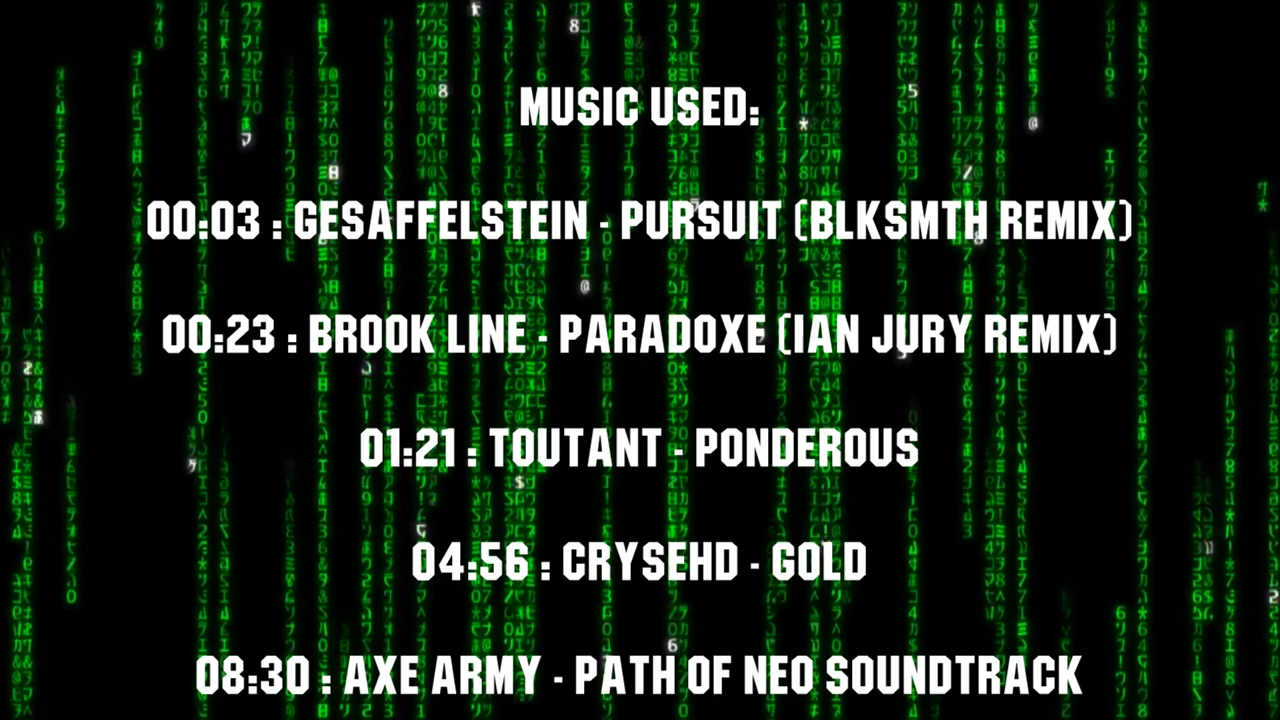 MUSIC USED:
00:03 : GESAFFELSTEIN - PURSUIT (BLKSMTH REMIX)
00:23 : BROOK LINE - PARADOXE (IAN JURY REMIX)
01:21 : TOUTANT - PONDEROUS
04:56 : CRYSEHD - GOLD
08:30 : AXE ARMY - PATH OF NEO SOUNDTRACK